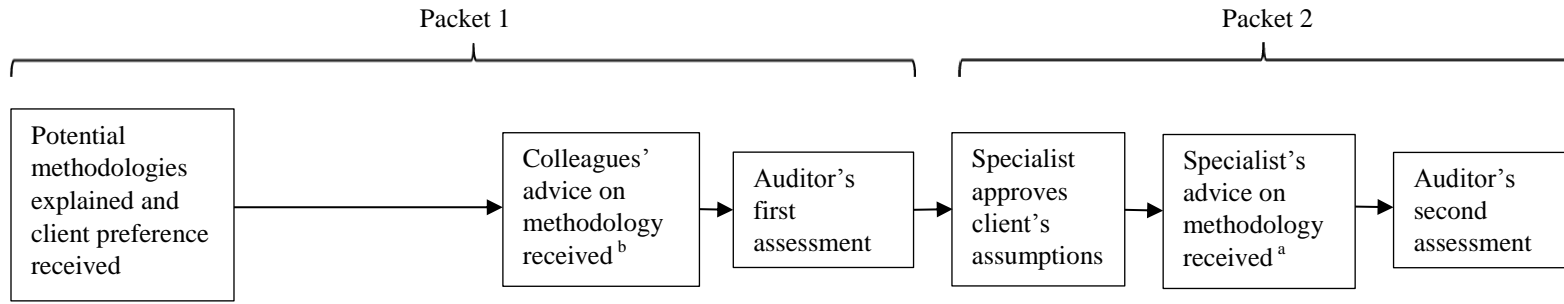 Packet 1
Packet 2
Potential
methodologies
explained and
client preference
received
Colleagues’
advice on
methodology
received b
Auditor’s
first
assessment
Specialist
approves
client’s
assumptions
Specialist’s
advice on
methodology
received a
Auditor’s
second
assessment